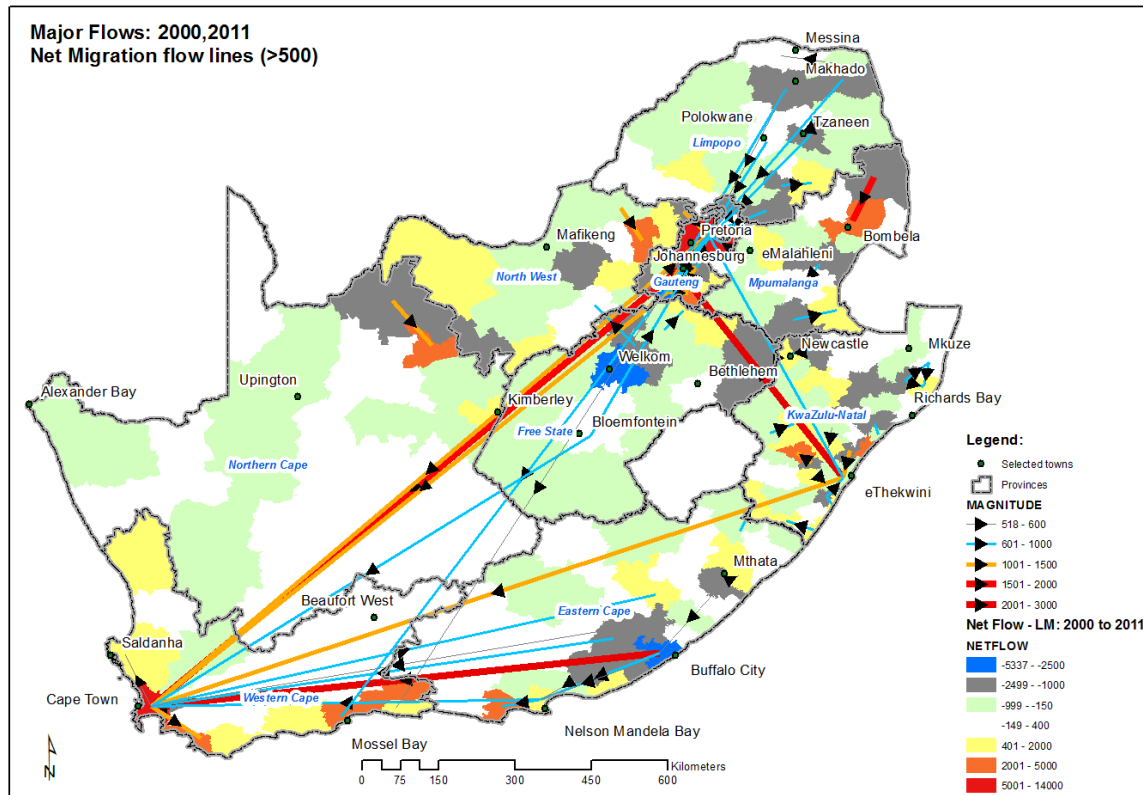 Major Flows: 2000,2011
Net Migration flow lines (>500)
Messina
Makhado
Polokwane
Tzaneen
Limpopo
Bombela
Pretoria
Mafikeng
Johannesburg
eMalahleni
North West
Gauteng
Mpumalanga
Newcastle
Mkuze
Welkom
Bethlehem
Upington
Alexander Bay
Kimberley
Richards Bay
Bloemfontein
KwaZulu-Natal
Free State
Northern Cape
eThekwini
Mthata
Beaufort West
Eastern Cape
Saldanha
Buffalo City
Cape Town
Western Cape
Nelson Mandela Bay
Mossel Bay
N
Kilometers
0 75 150 300 450 600
Legend:
Selected towns
Provinces
MAGNITUDE
518 - 600
601 - 1000
1001 - 1500
1501 - 2000
2001 - 3000
Net Flow - LM: 2000 to 2011
NETFLOW
-5337 - -2500
-2499 - -1000
-999 - -150
-149 - 400
401 - 2000
2001 - 5000
5001 - 14000